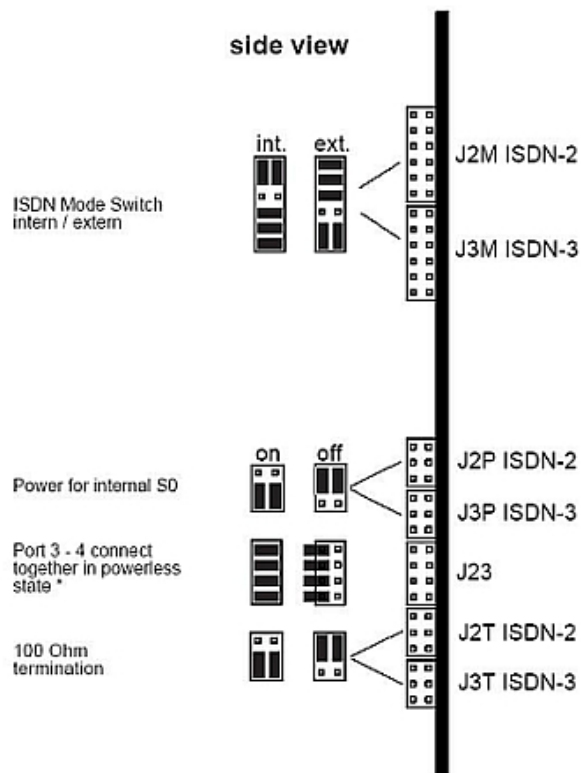 side view
int. ext.
J2M ISDN-2
ISDN Mode Switch
intern / extern
J3M ISDN-3
on off
J2P ISDN-2
Power for internal S0
J3P ISDN-3
Port 3 - 4 connect
together in powerless
state *
J23
J2T ISDN-2
100 Ohm
termination
J3T ISDN-3